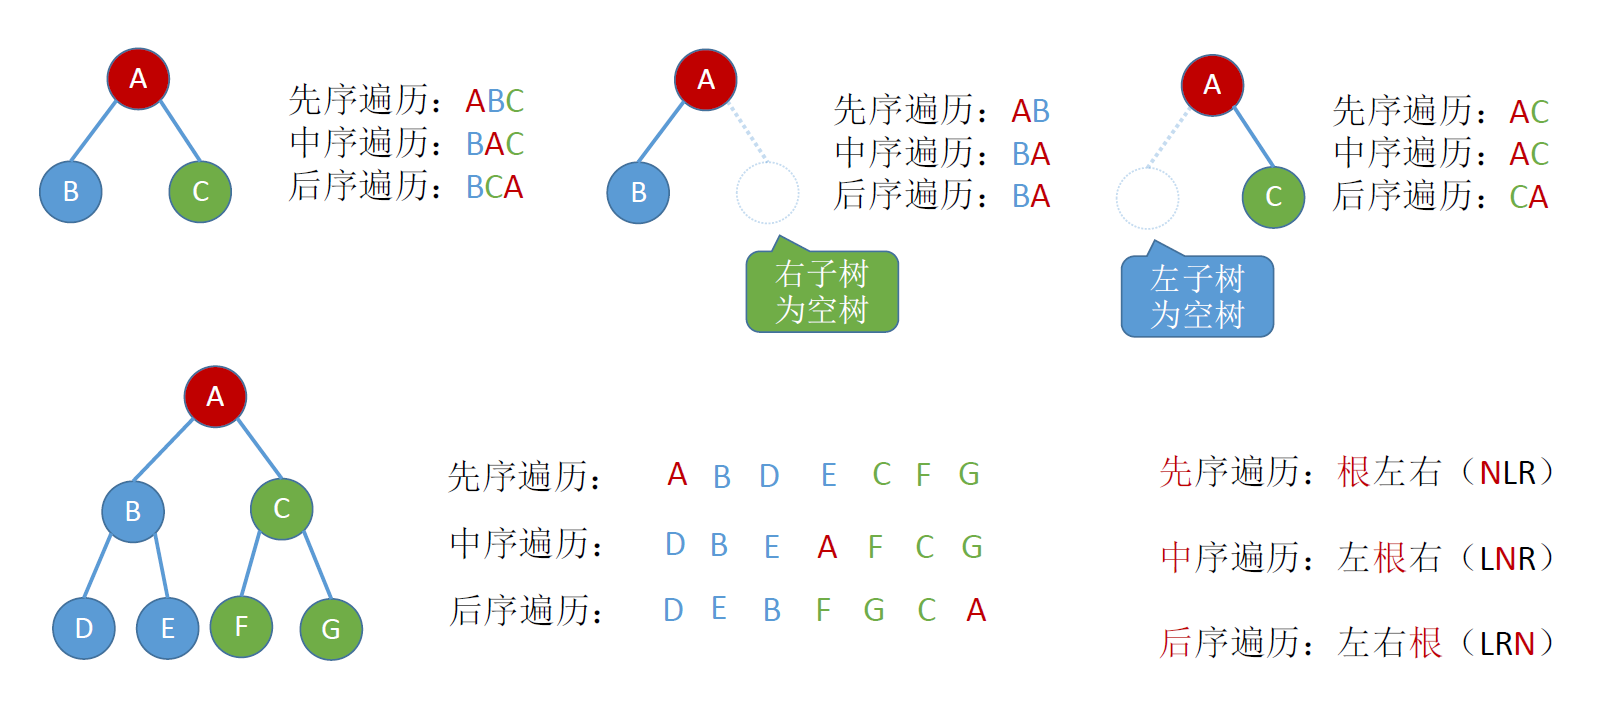 A
B
C
先序遍历：ABC
中序遍历：BAC
后序遍历：BCA
A
B
先序遍历：AB
中序遍历：BA
后序遍历：BA
右子树
为空树
A
C
先序遍历：AC
中序遍历：AC
后序遍历：CA
左子树
为空树
A
B
C
D
E
F
G
先序遍历： A B D E C F G
中序遍历： D B E A F C G
后序遍历： D E B F G C A
先序遍历：根左右（NLR）
中序遍历：左根右（LNR）
后序遍历：左右根（LRN）